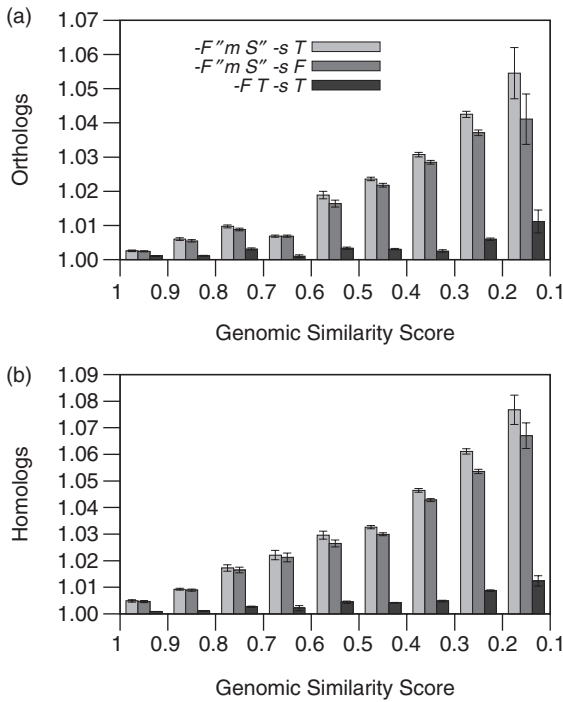 (a)
1.07
1.06
1.05
1.04
1.03
1.02
1.01
1.00
Orthologs
-F "m S" -s T
-F "m S" -s F
-F T -s T
1 0.9 0.8 0.7 0.6 0.5 0.4 0.3 0.2 0.1
Genomic Similarity Score
(b)
1.09
1.08
1.07
1.06
1.05
1.04
1.03
1.02
1.01
1.00
Homologs
1 0.9 0.8 0.7 0.6 0.5 0.4 0.3 0.2 0.1
Genomic Similarity Score